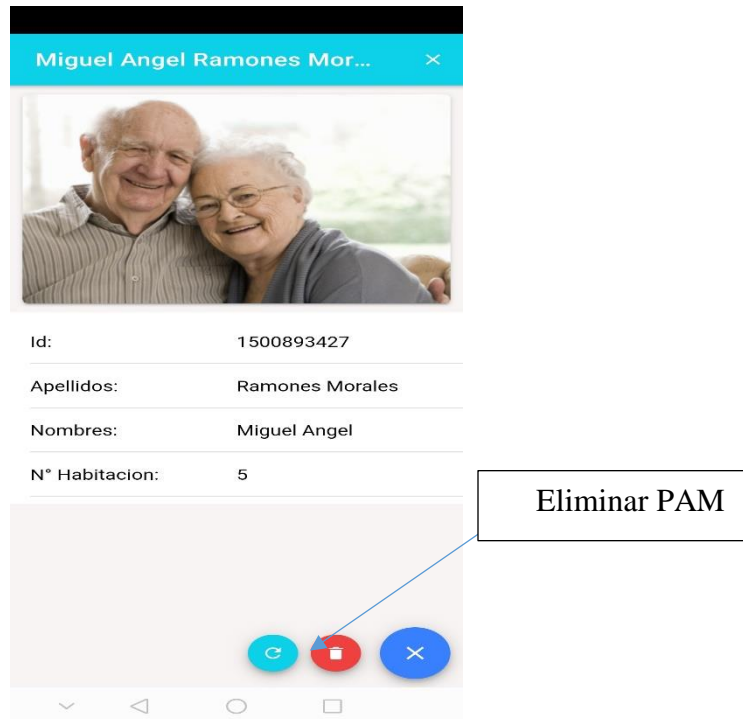 Miguel Angel Ramones Mor...
Id: 1500893427
Apellidos: Ramones Morales
Nombres: Miguel Angel
N° Habitacion: 5
Eliminar PAM